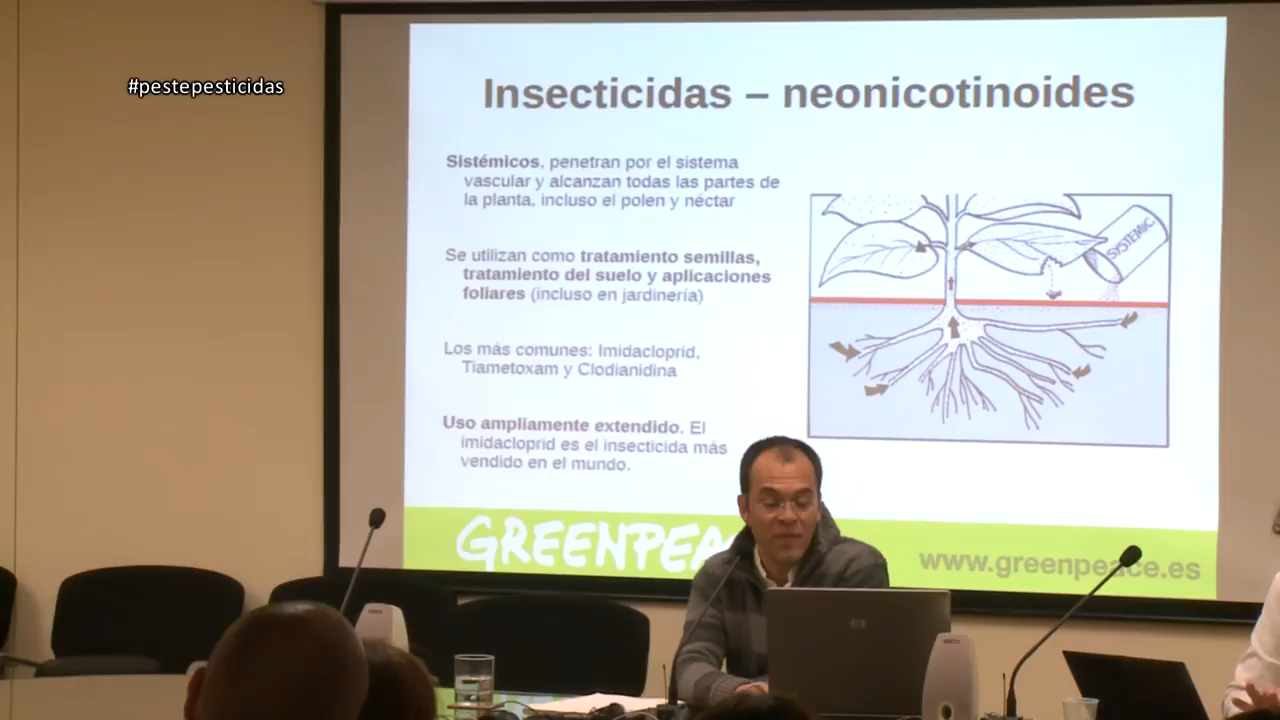 #pestepesticidas
Insecticidas – neonicotinoides
Sistémicos, penetran por el sistema
vascular y alcanzan todas las partes de
la planta, incluso el polen y néctar
Se utilizan como tratamiento semillas,
tratamiento del suelo y aplicaciones
foliares (incluso en jardinería)
Los más comunes: Imidacloprid,
Tiametoxam y Clodianidina
Uso ampliamente extendido. El
imidacloprid es el insecticida más
vendido en el mundo.
SYSTEMIC
GREENPEA
www.greenpeace.es
hp